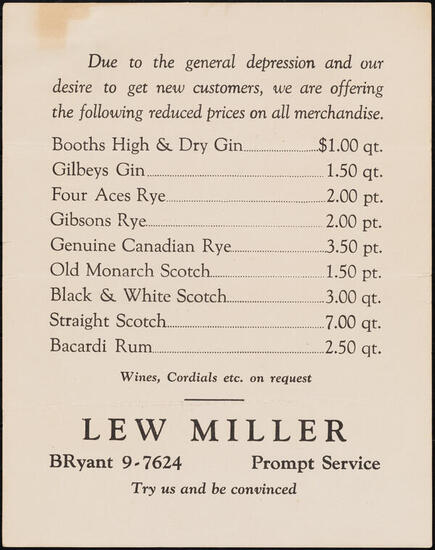 Due to the general depression and our
desire to get new customers, we are offering
the following reduced prices on all merchandise.
Booths High & Dry Gin $1.00 qt.
Gilbeys Gin 1.50 qt.
Four Aces Rye 2.00 pt.
Gibsons Rye 2.00 pt.
Genuine Canadian Rye 3.50 pt.
Old Monarch Scotch 1.50 pt.
Black & White Scotch 3.00 qt.
Straight Scotch 7.00 qt.
Bacardi Rum 2.50 qt.
Wines, Cordials etc. on request
LEW MILLER
BRyant 9-7624 Prompt Service
Try us and be convinced